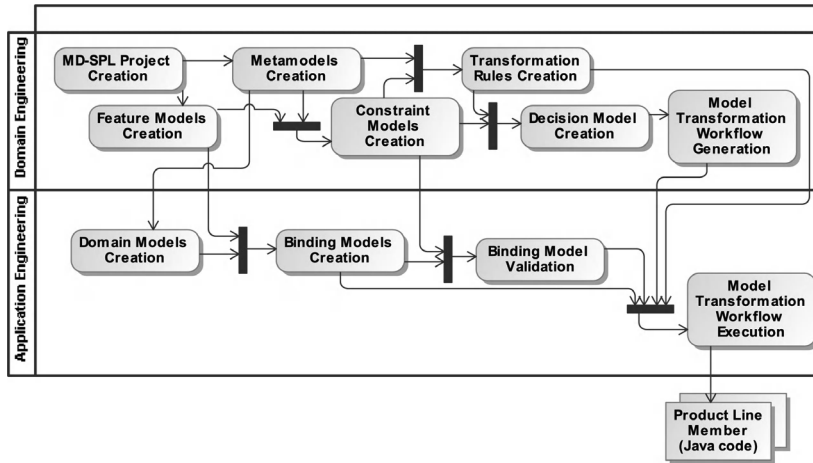 Domain Engineering
MD-SPL Project
Creation
Metamodels
Creation
Transformation
Rules Creation
Feature Models
Creation
Constraint
Models
Creation
Decision Model
Creation
Model
Transformation
Workflow
Generation
Application Engineering
Domain Models
Creation
Binding Models
Creation
Binding Model
Validation
Model
Transformation
Workflow
Execution
Product Line
Member
(Java code)